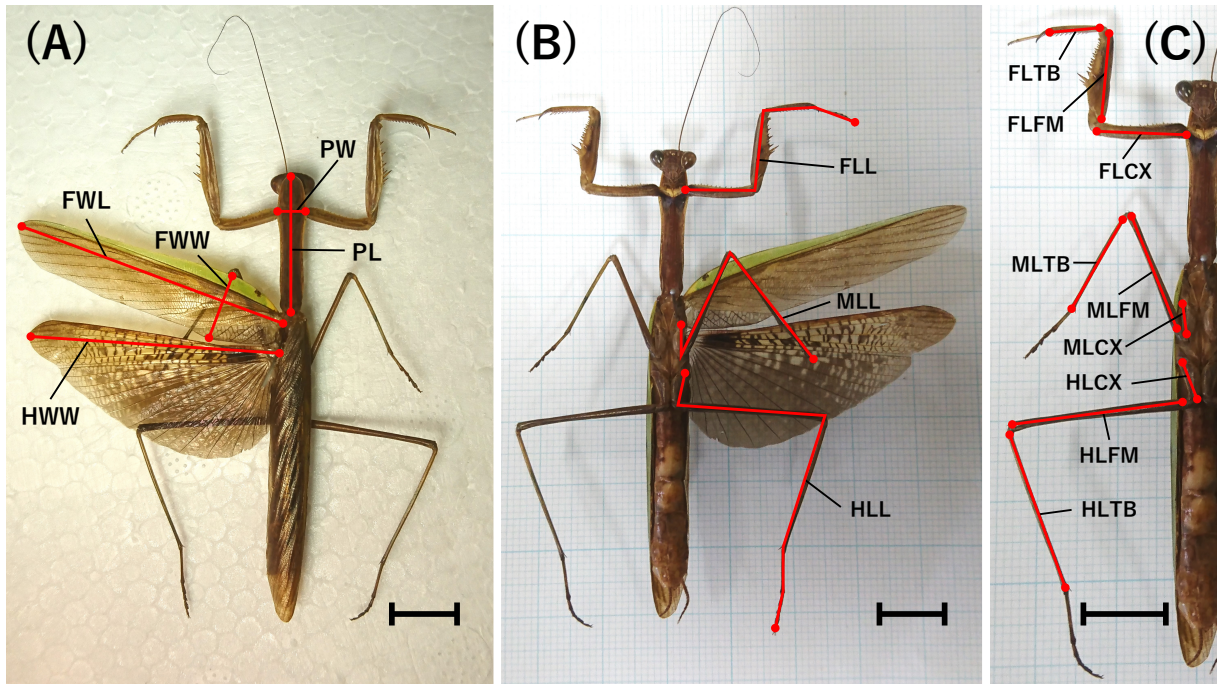 (A)
PW
FWL
FWW
PL
HWW
(B)
FLL
MLL
HLL
(C)
FLTB
FLFM
FLCX
MLTB
MLFM
MLCX
HLCX
HLFM
HLTB